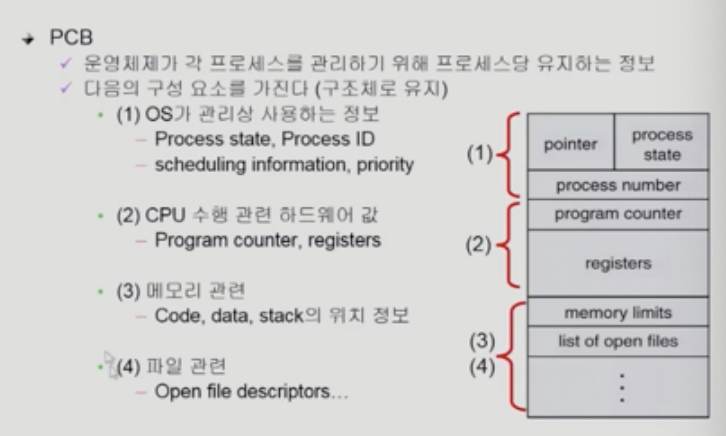 PCB
운영체제가 각 프로세스를 관리하기 위해 프로세스당 유지하는 정보
다음의 구성 요소를 가진다 (구조체로 유지)
(1) OS가 관리상 사용하는 정보
– Process state, Process ID
– scheduling information, priority
(2) CPU 수행 관련 하드웨어 값
– Program counter, registers
(3) 메모리 관련
– Code, data, stack의 위치 정보
(4) 파일 관련
– Open file descriptors…
(1)
pointer
process
state
process number
(2)
program counter
registers
(3)
(4)
memory limits
list of open files